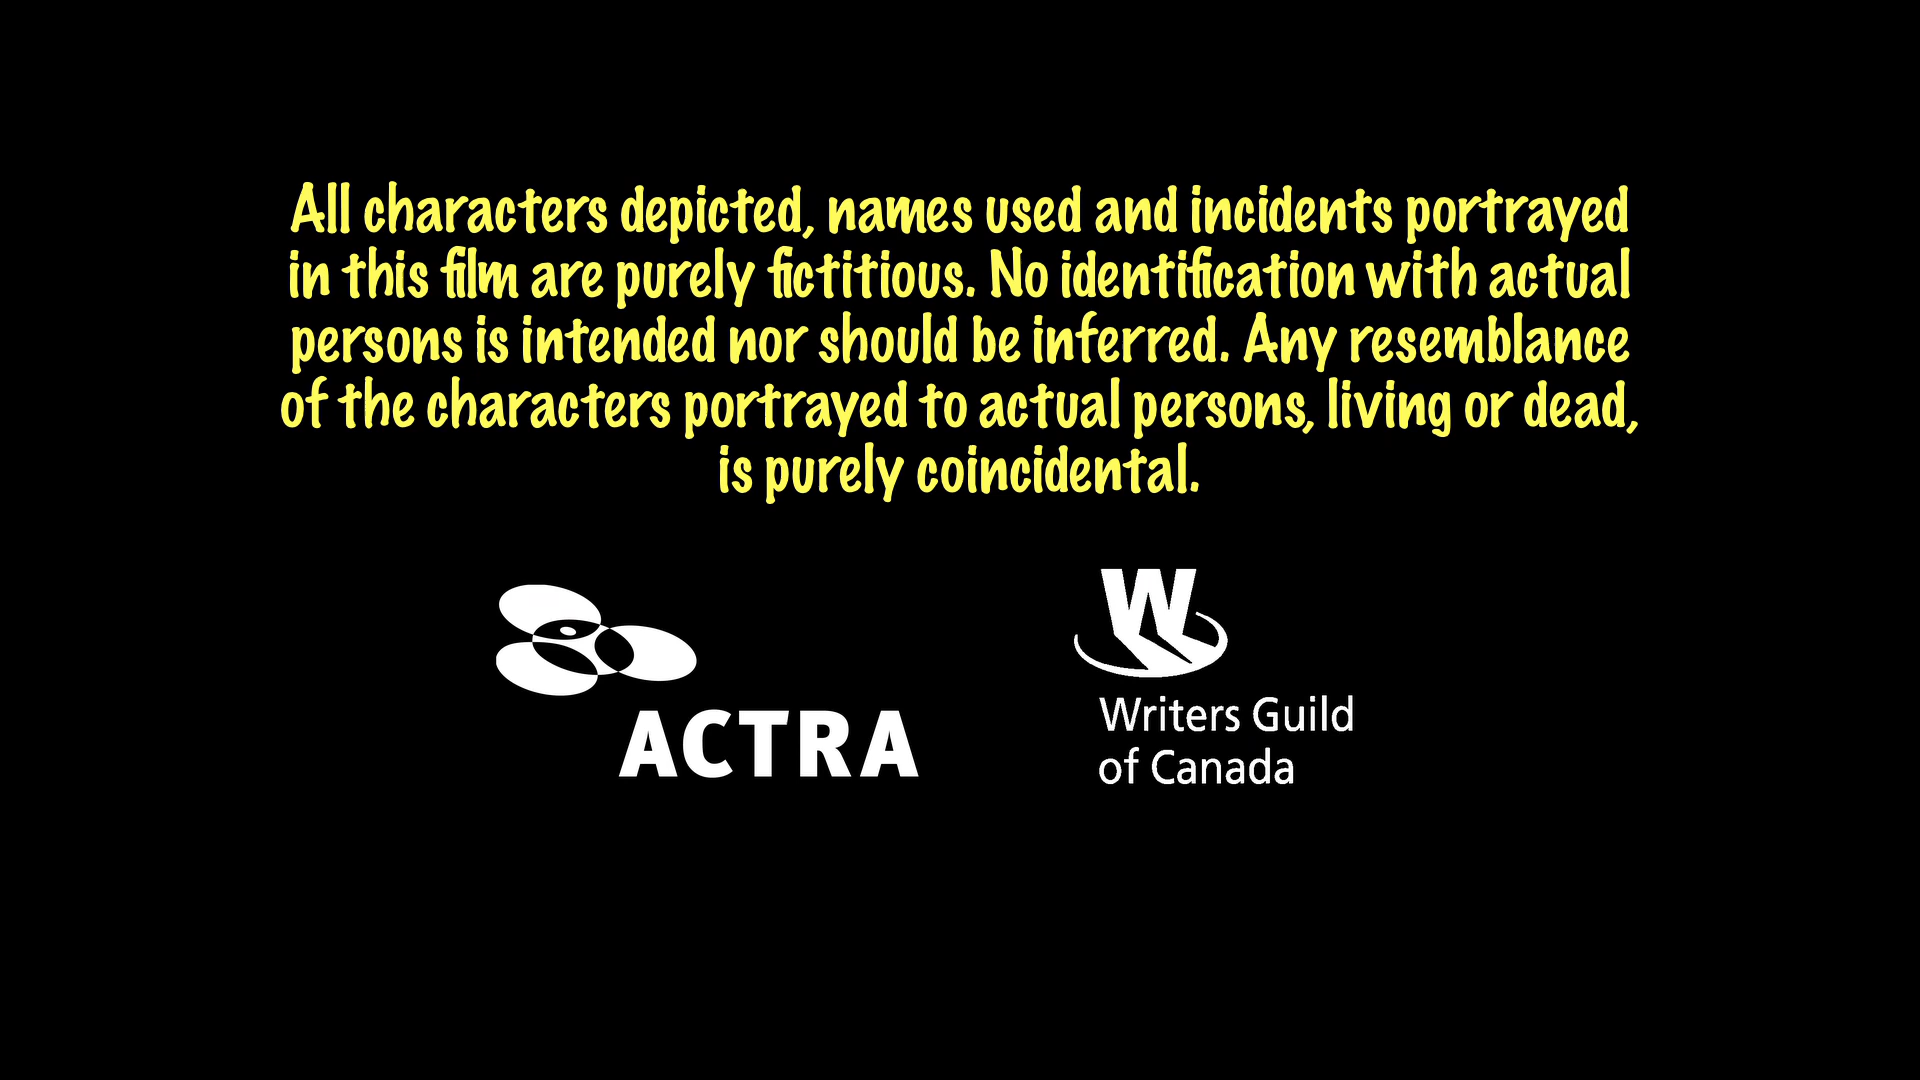 All characters depicted, names used and incidents portrayed
in this film are purely fictitious. No identification with actual
persons is intended nor should be inferred. Any resemblance
of the characters portrayed to actual persons, living or dead,
is purely coincidental.
ACTRA
W
Writers Guild
of Canada